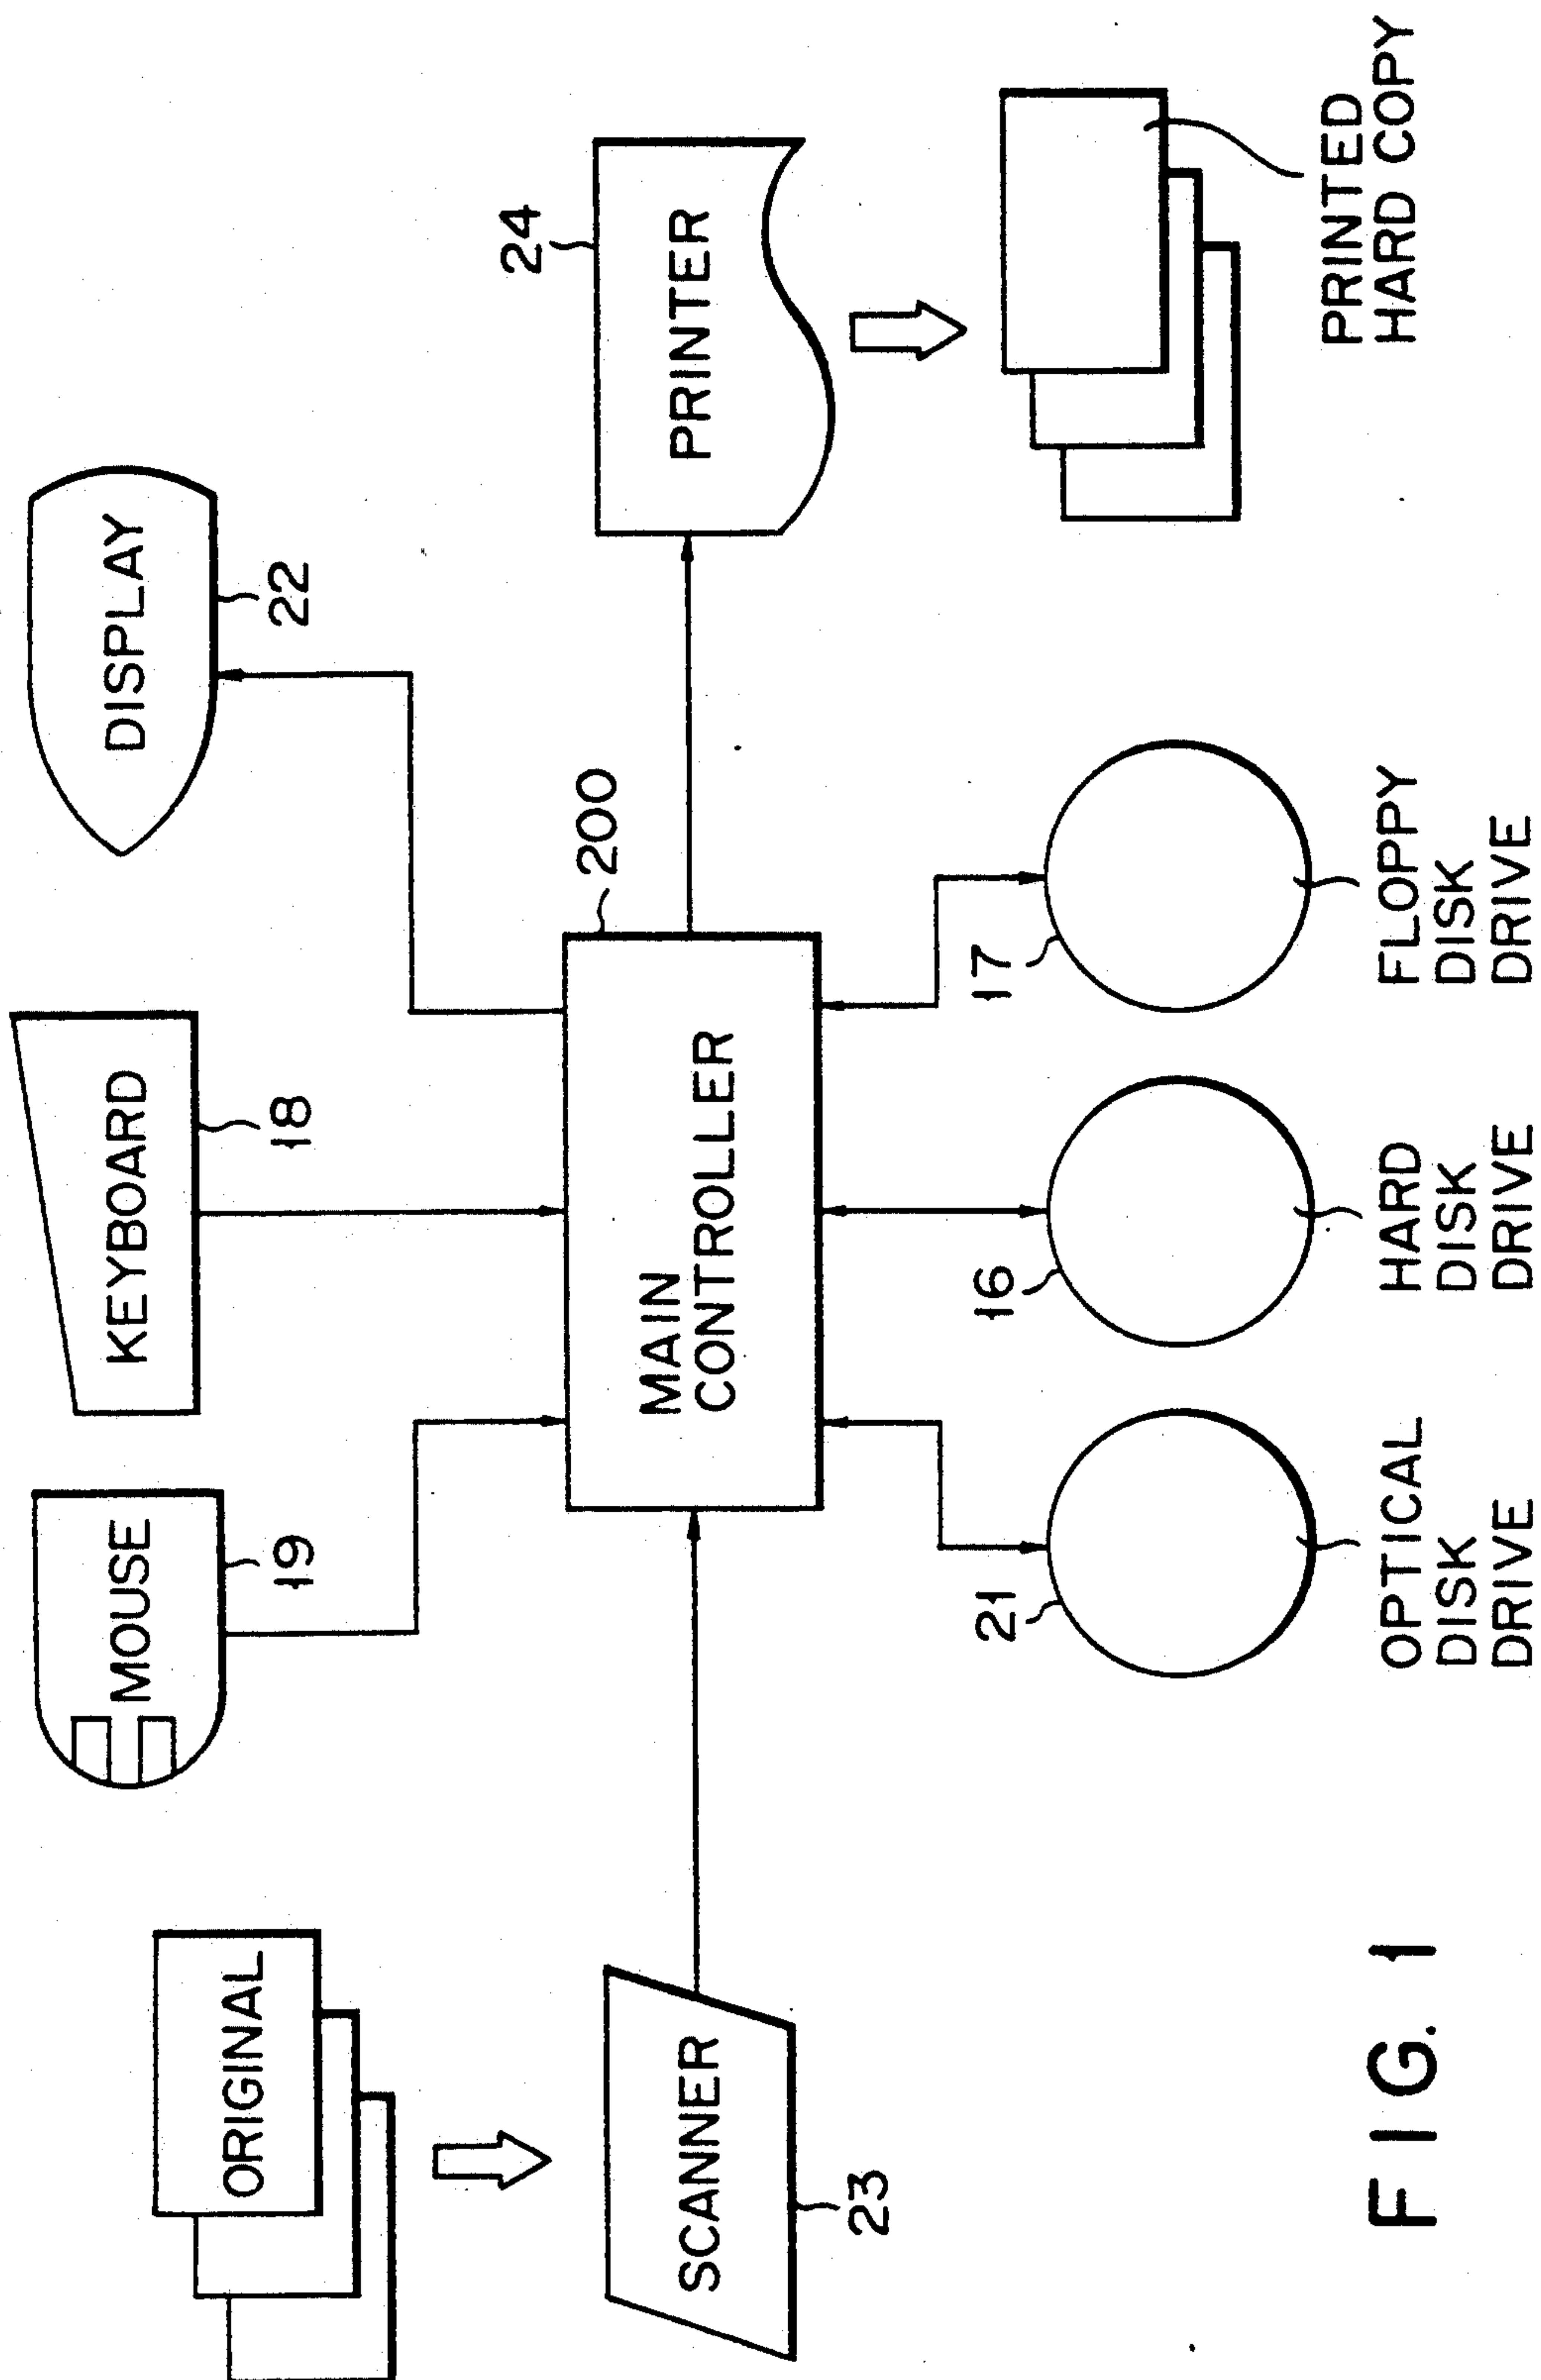 ORIGINAL
MOUSE
19
KEYBOARD
18
DISPLAY
22
SCANNER
23
MAIN
CONTROLLER
200
PRINTER
24
21
OPTICAL
DISK
DRIVE
16
HARD
DISK
DRIVE
17
FLOPPY
DISK
DRIVE
PRINTED
HARD COPY
FIG. 1